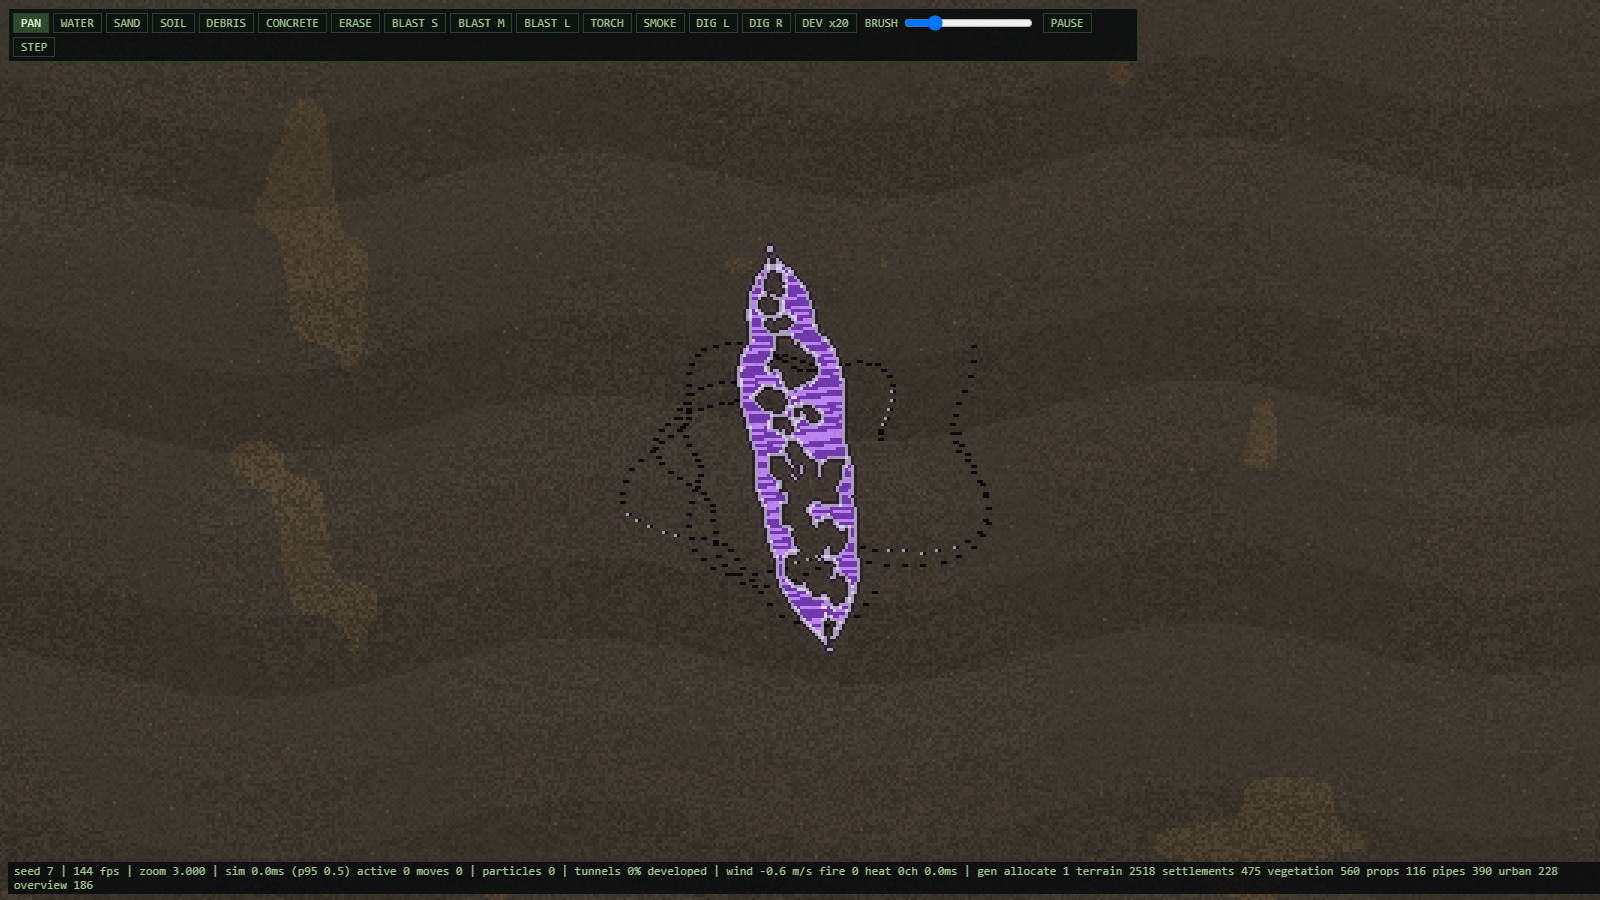 PAN WATER SAND SOIL DEBRIS CONCRETE ERASE BLAST S BLAST M BLAST L TORCH SMOKE DIG L DIG R DEV x20 BRUSH PAUSE
STEP
seed 7 | 144 fps | zoom 3.000 | sim 0.0ms (p95 0.5) active 0 moves 0 | particles 0 | tunnels 0% developed | wind -0.6 m/s fire 0 heat 0ch 0.0ms | gen allocate 1 terrain 2518 settlements 475 vegetation 560 props 116 pipes 390 urban 228
overview 186